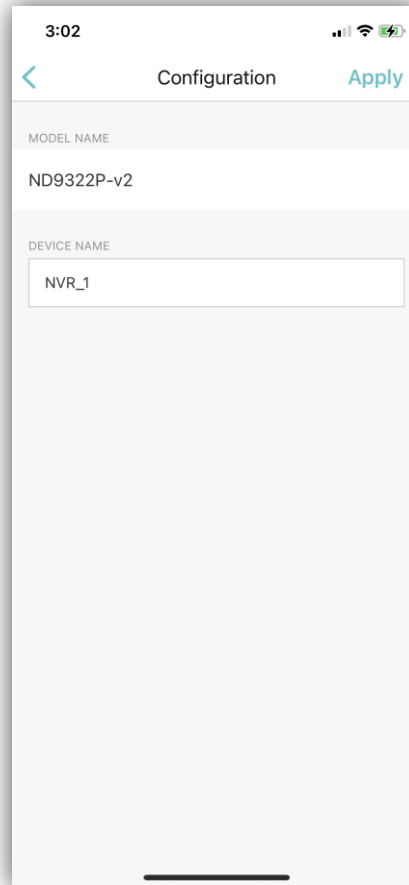 3:02
Configuration Apply
MODEL NAME
ND9322P-v2
DEVICE NAME
NVR_1